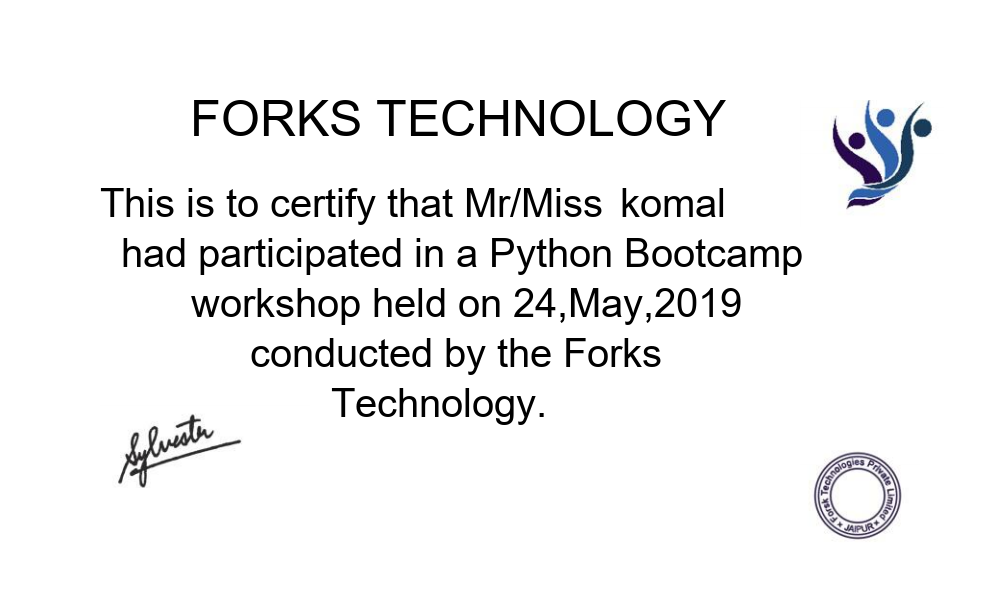 FORKS TECHNOLOGY
This is to certify that Mr/Miss komal
had participated in a Python Bootcamp
workshop held on 24,May,2019
conducted by the Forks
Technology.
Sylvester
Forsk Technologies Private Limited
* JAIPUR *